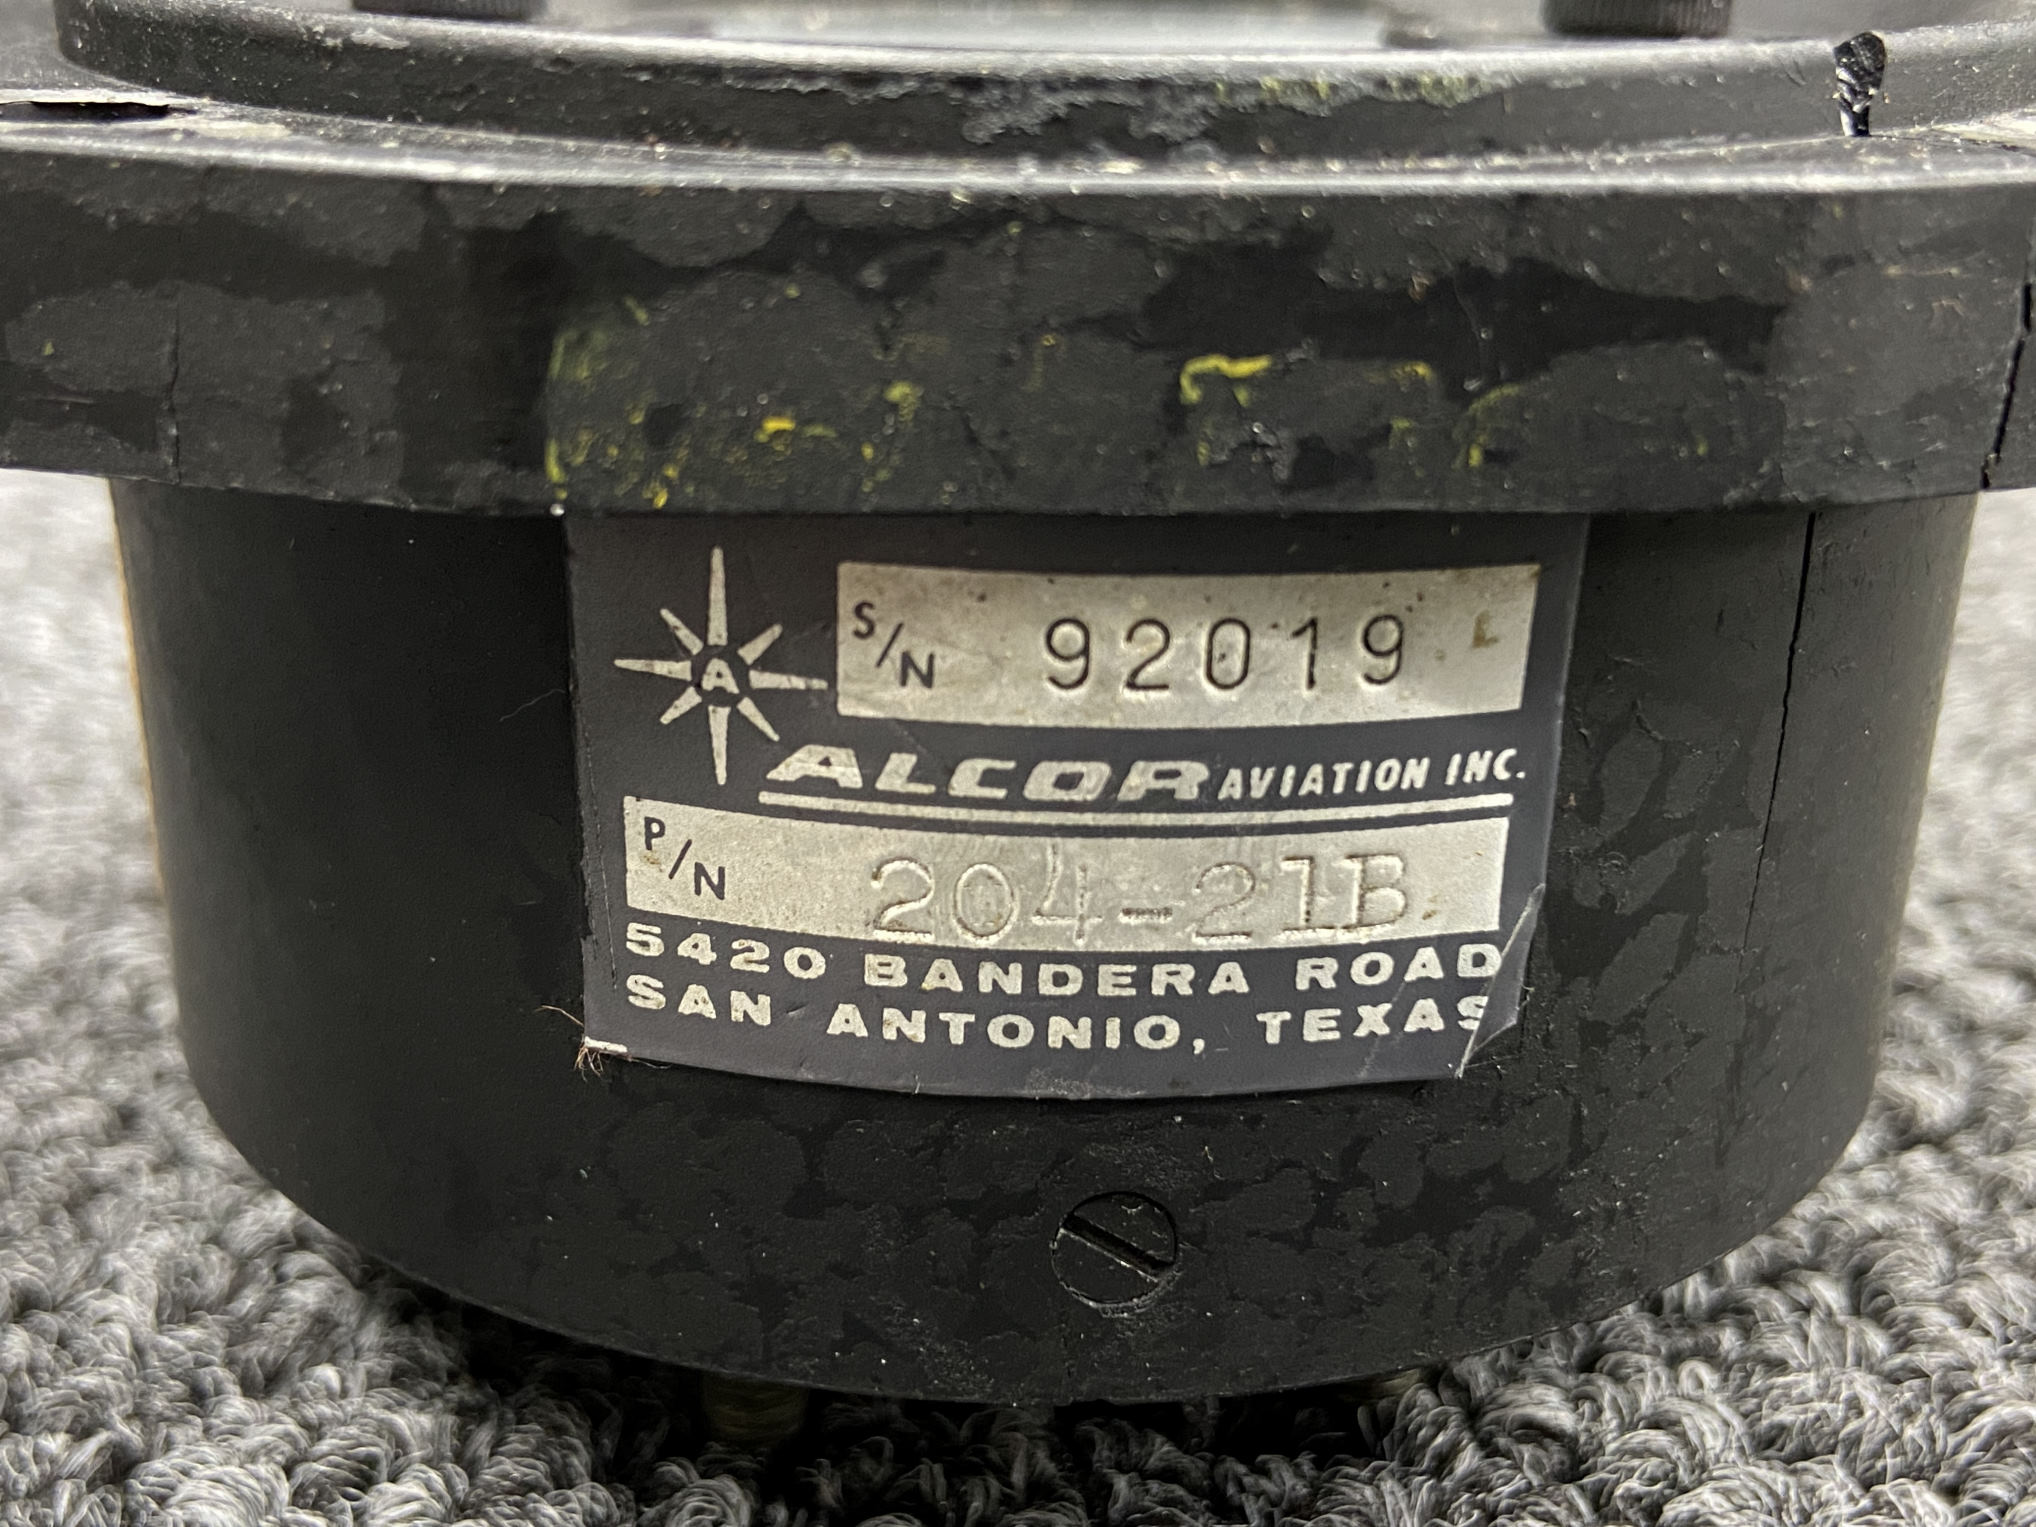 S/N 92019
A
ALCOR AVIATION INC.
P/N 204-21B
5420 BANDERA ROAD
SAN ANTONIO, TEXAS